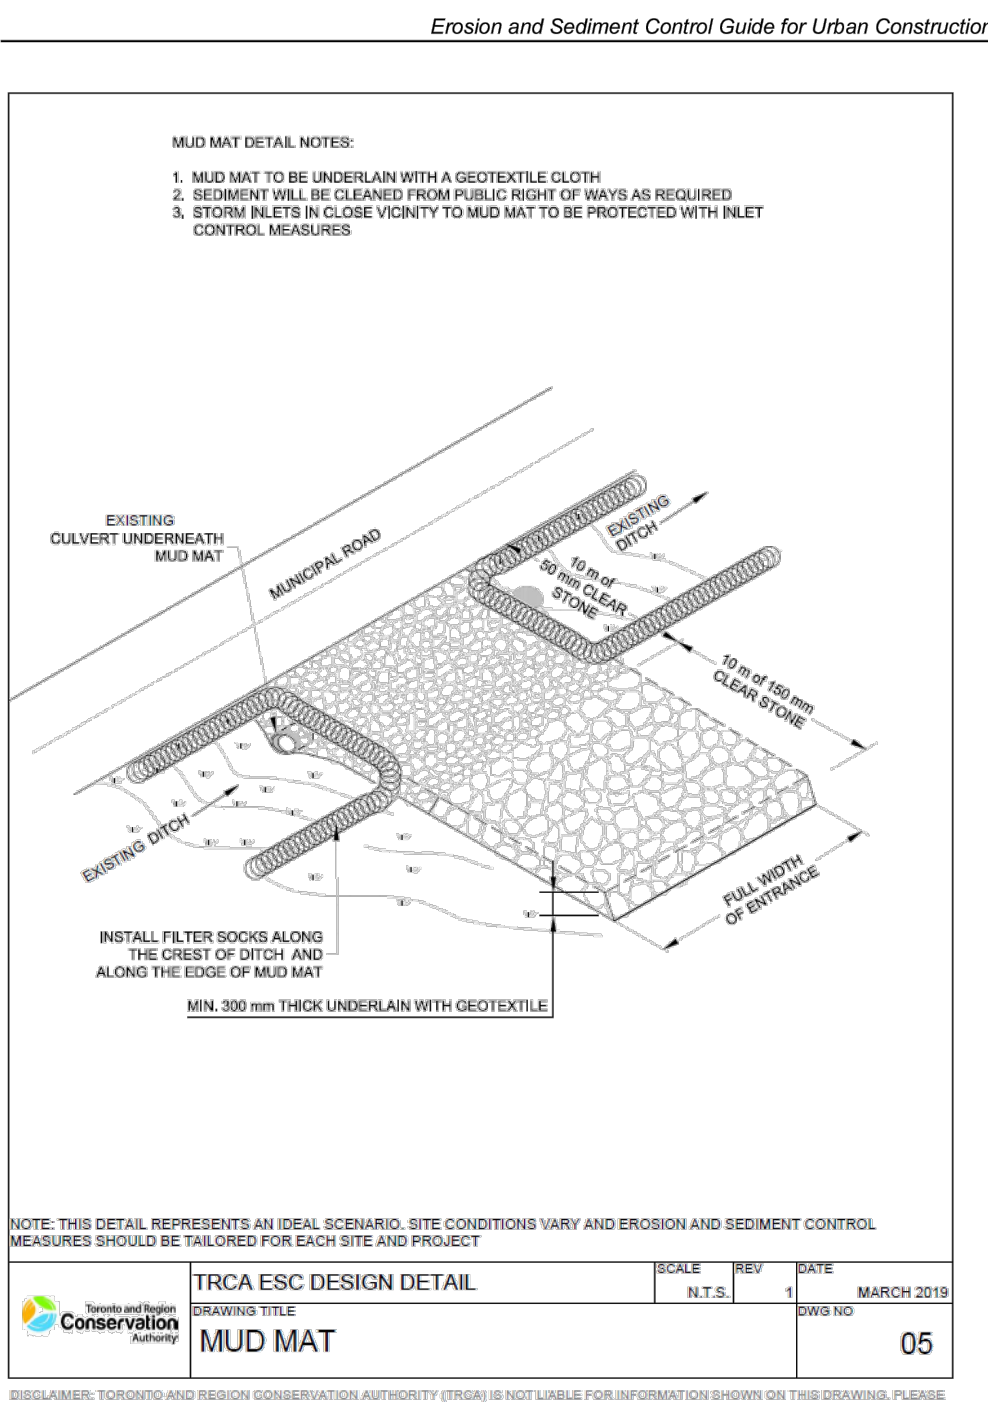 Erosion and Sediment Control Guide for Urban Construction
MUD MAT DETAIL NOTES:
1. MUD MAT TO BE UNDERLAIN WITH A GEOTEXTILE CLOTH
2. SEDIMENT WILL BE CLEANED FROM PUBLIC RIGHT OF WAYS AS REQUIRED
3. STORM INLETS IN CLOSE VICINITY TO MUD MAT TO BE PROTECTED WITH INLET
CONTROL MEASURES
EXISTING
CULVERT UNDERNEATH
MUD MAT
MUNICIPAL ROAD
EXISTING
DITCH
10 m of
50 mm CLEAR
STONE
10 m of 150 mm
CLEAR STONE
EXISTING DITCH
FULL WIDTH
OF ENTRANCE
INSTALL FILTER SOCKS ALONG
THE CREST OF DITCH AND
ALONG THE EDGE OF MUD MAT
MIN. 300 mm THICK UNDERLAIN WITH GEOTEXTILE
NOTE: THIS DETAIL REPRESENTS AN IDEAL SCENARIO. SITE CONDITIONS VARY AND EROSION AND SEDIMENT CONTROL
MEASURES SHOULD BE TAILORED FOR EACH SITE AND PROJECT
Toronto and Region
Conservation
Authority
TRCA ESC DESIGN DETAIL
SCALE
N.T.S.
REV
1
DATE
MARCH 2019
DRAWING TITLE
MUD MAT
DWG NO
05
DISCLAIMER: TORONTO AND REGION CONSERVATION AUTHORITY (TRCA) IS NOT LIABLE FOR INFORMATION SHOWN ON THIS DRAWING. PLEASE